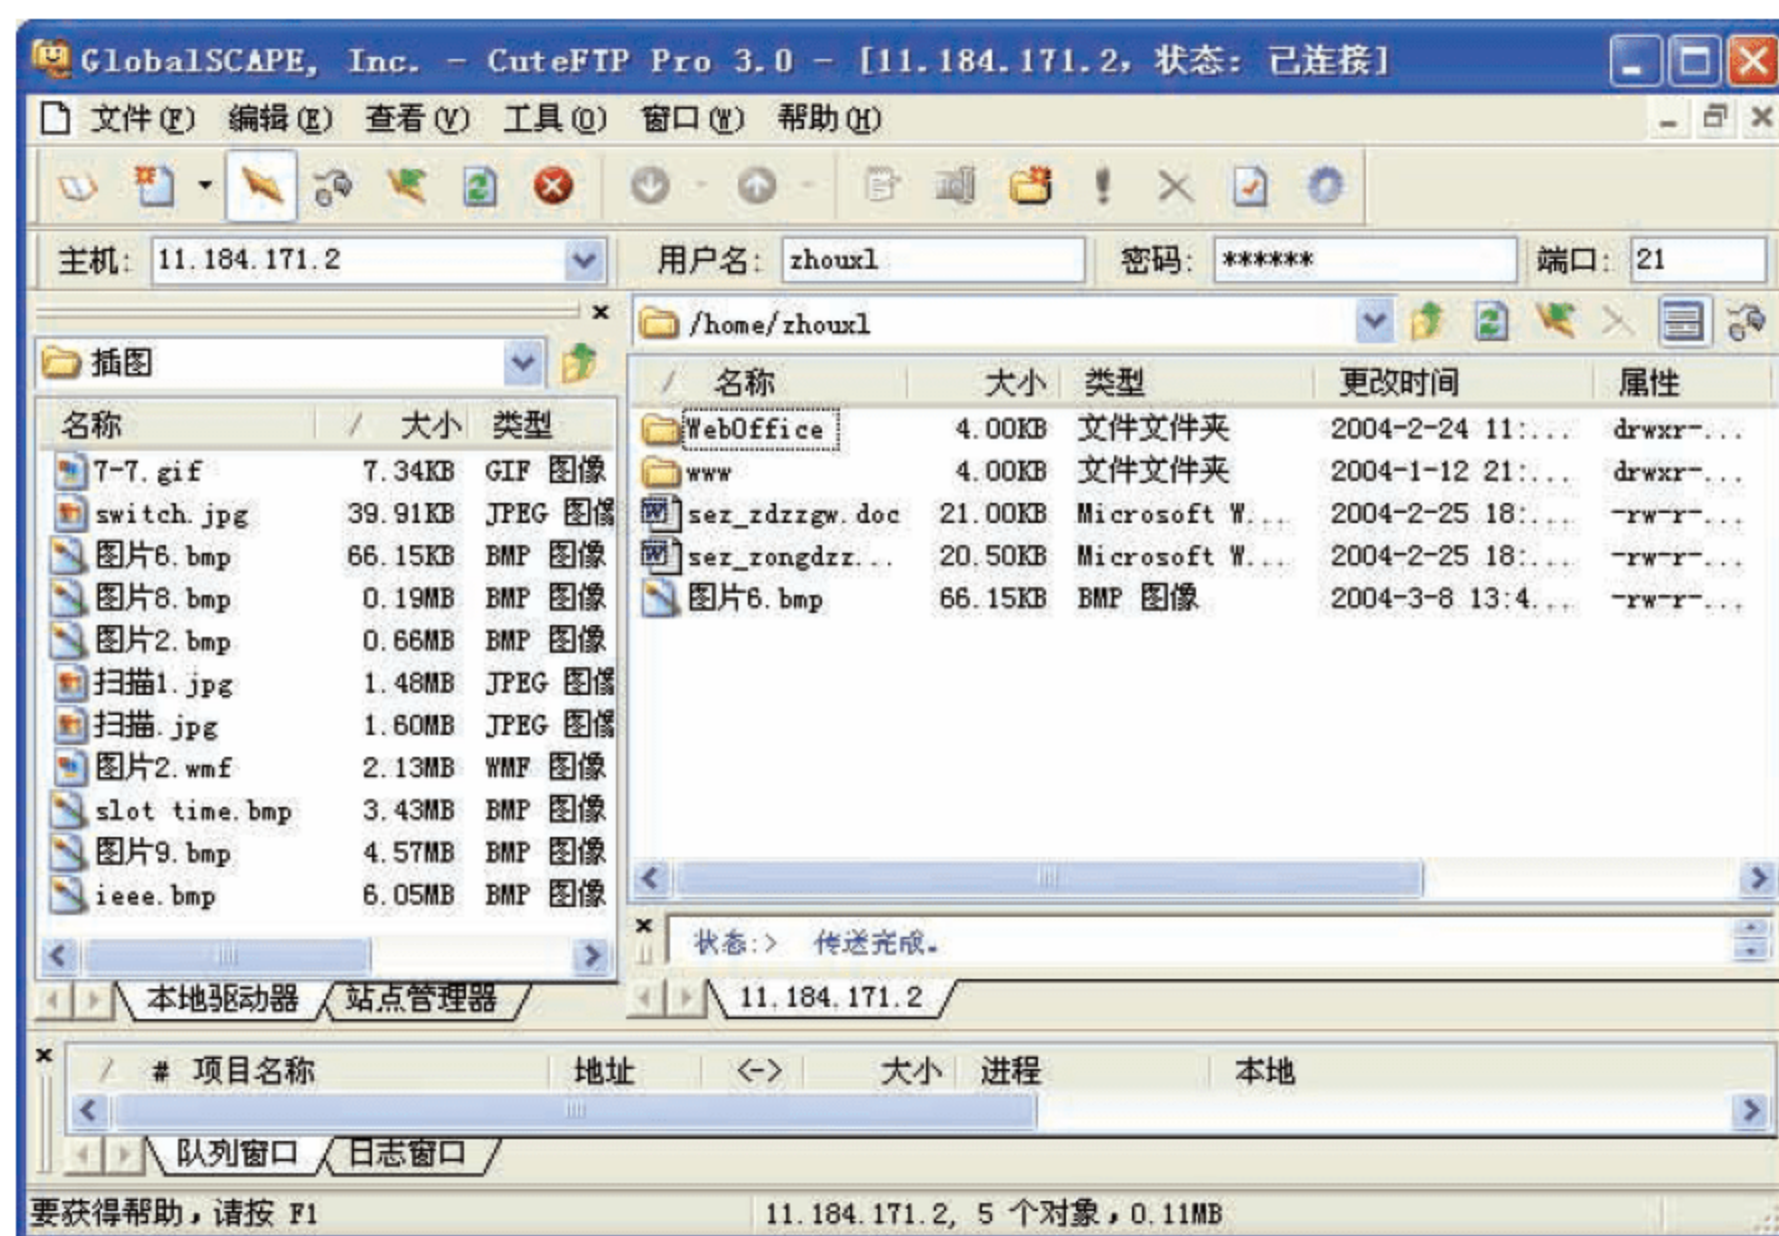 GlobalSCAPE, Inc. - CuteFTP Pro 3.0 - [11.184.171.2, 状态: 已连接]
文件(F) 编辑(E) 查看(V) 工具(O) 窗口(W) 帮助(H)
主机: 11.184.171.2 用户名: zhouxl 密码: ****** 端口: 21
插图
名称 / 大小 类型
7-7.gif 7.34KB GIF 图像
switch.jpg 39.91KB JPEG 图像
图片6.bmp 66.15KB BMP 图像
图片8.bmp 0.19MB BMP 图像
图片2.bmp 0.66MB BMP 图像
扫描1.jpg 1.48MB JPEG 图像
扫描.jpg 1.60MB JPEG 图像
图片2.wmf 2.13MB WMF 图像
slot time.bmp 3.43MB BMP 图像
图片9.bmp 4.57MB BMP 图像
ieee.bmp 6.05MB BMP 图像
本地驱动器 站点管理器
/home/zhouxl
/ 名称 大小 类型 更改时间 属性
WebOffice 4.00KB 文件文件夹 2004-2-24 11:... drwxr-...
www 4.00KB 文件文件夹 2004-1-12 21:... drwxr-...
sez_zdzzgw.doc 21.00KB Microsoft W... 2004-2-25 18:... -rw-r-...
sez_zongdzz... 20.50KB Microsoft W... 2004-2-25 18:... -rw-r-...
图片6.bmp 66.15KB BMP 图像 2004-3-8 13:4... -rw-r-...
状态:> 传送完成。
11.184.171.2
/ # 项目名称 地址 <-> 大小 进程 本地
队列窗口 日志窗口
要获得帮助，请按 F1 11.184.171.2, 5 个对象，0.11MB